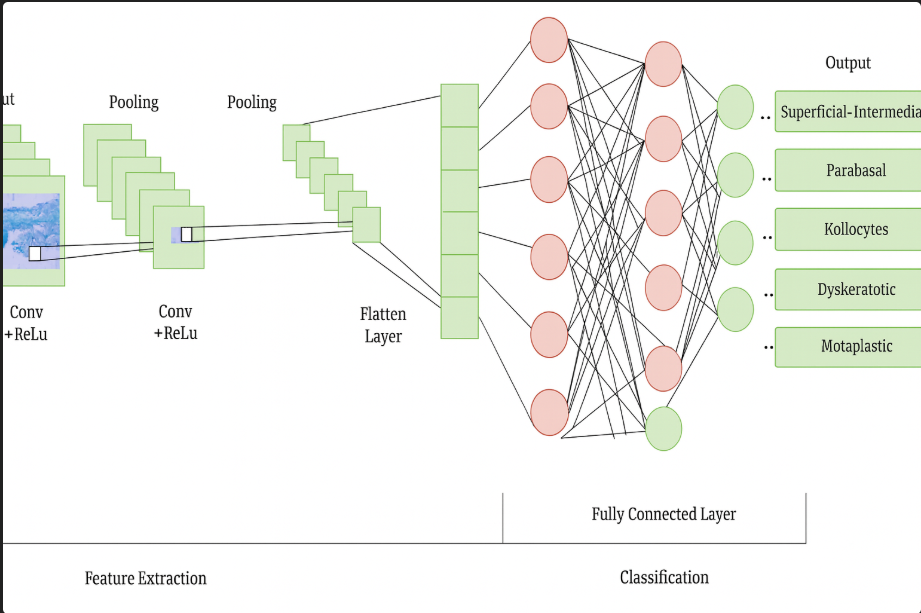 ut
Pooling
Pooling
Output
Superficial-Intermedia
Parabasal
Kollocytes
Dyskeratotic
Motaplastic
Conv
+ReLu
Conv
+ReLu
Flatten
Layer
Fully Connected Layer
Feature Extraction
Classification